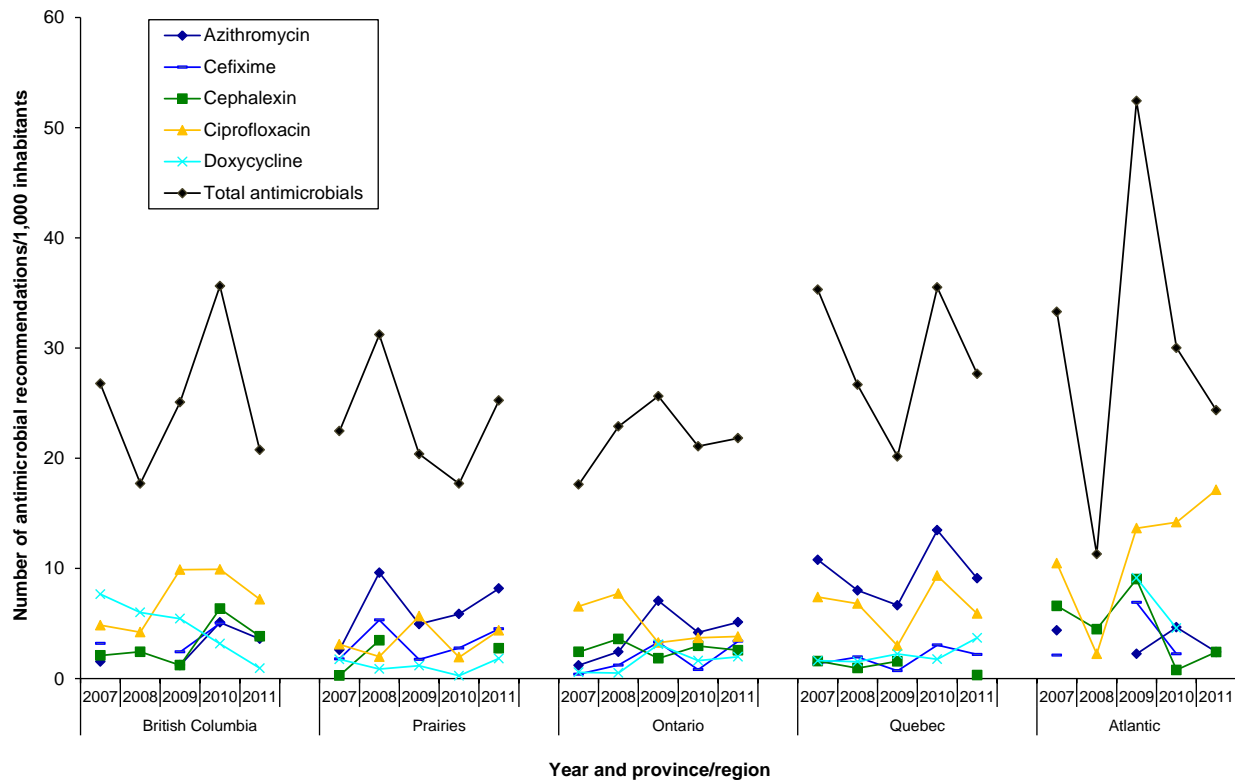 Number of antimicrobial recommendations/1,000 inhabitants
60
50
40
30
20
10
0
Azithromycin
Cefixime
Cephalexin
Ciprofloxacin
Doxycycline
Total antimicrobials
2007 2008 2009 2010 2011 2007 2008 2009 2010 2011 2007 2008 2009 2010 2011 2007 2008 2009 2010 2011 2007 2008 2009 2010 2011
British Columbia Prairies Ontario Quebec Atlantic
Year and province/region